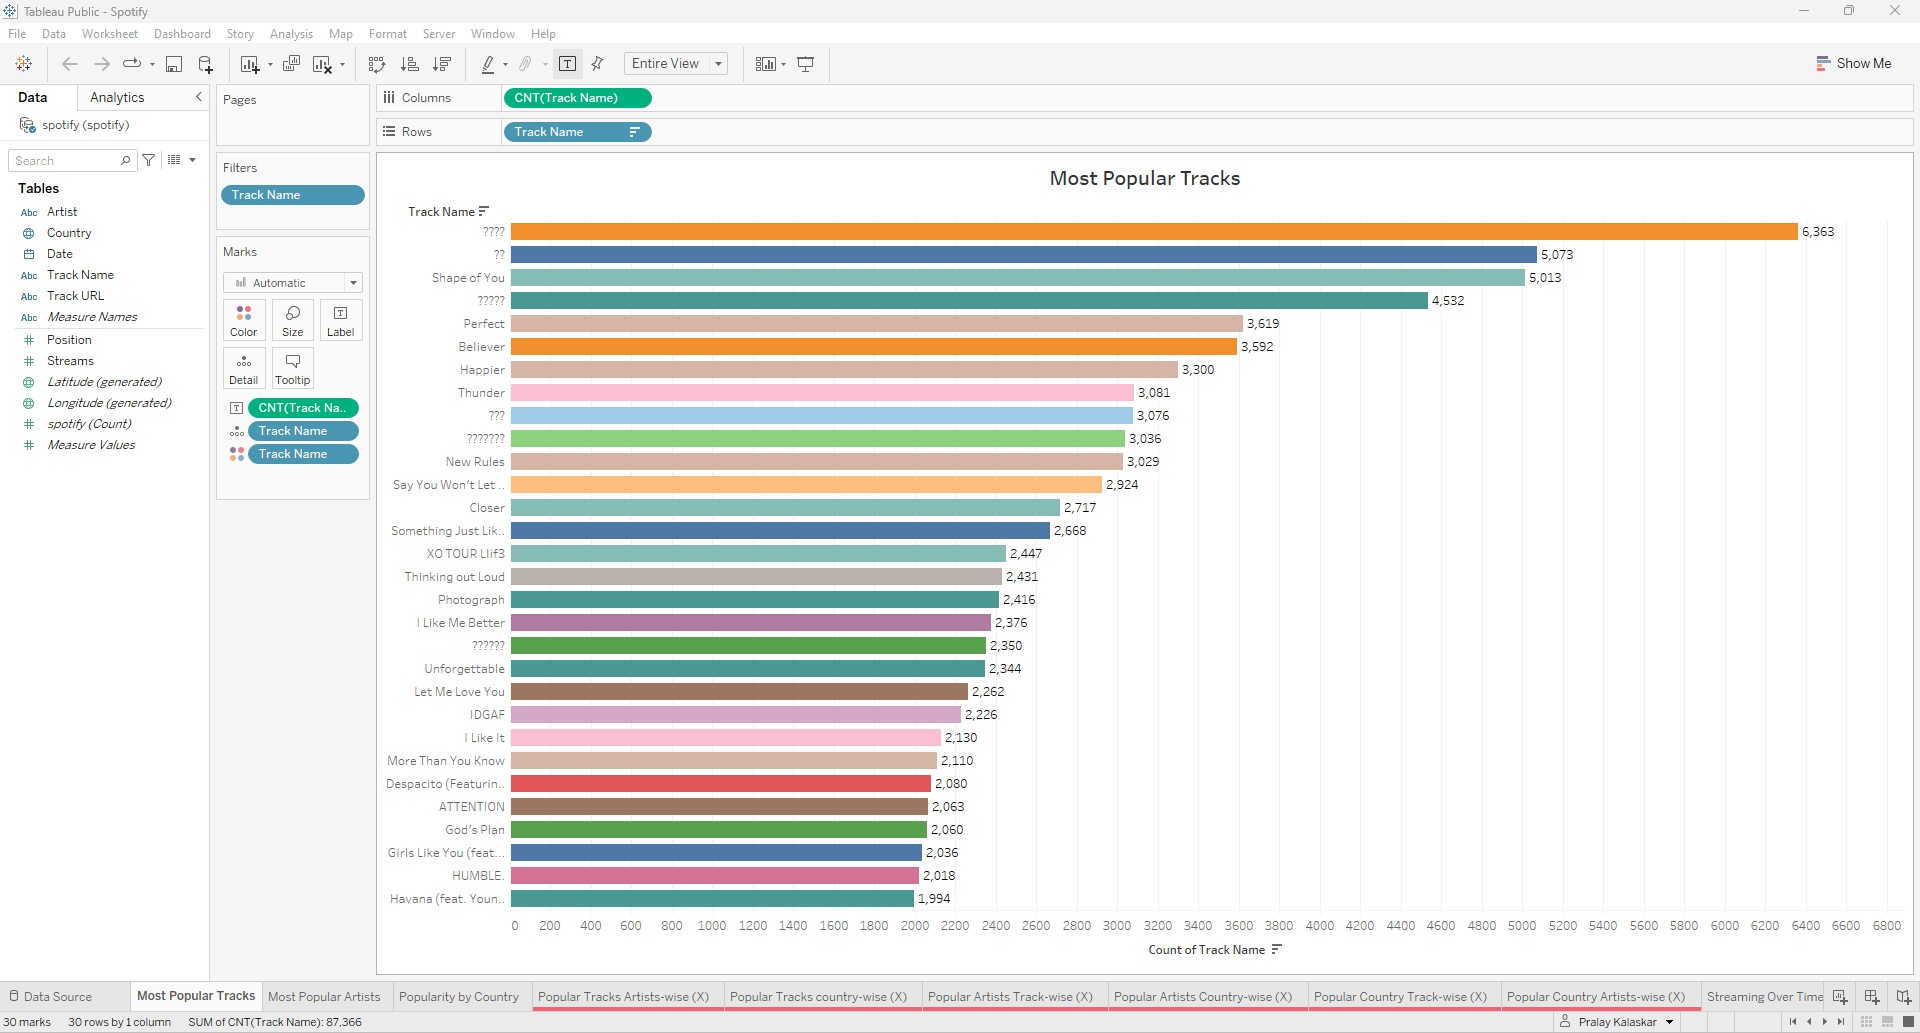 Tableau Public - Spotify
File Data Worksheet Dashboard Story Analysis Map Format Server Window Help
Entire View
Show Me
Data Analytics
spotify (spotify)
Search
Tables
Abc Artist
Country
Date
Abc Track Name
Abc Track URL
Abc Measure Names
Position
Streams
Latitude (generated)
Longitude (generated)
spotify (Count)
Measure Values
Pages
Filters
Track Name
Marks
Automatic
Color Size Label
Detail Tooltip
CNT(Track Na..
Track Name
Track Name
Columns CNT(Track Name)
Rows Track Name
Most Popular Tracks
Track Name
???? 6,363
?? 5,073
Shape of You 5,013
????? 4,532
Perfect 3,619
Believer 3,592
Happier 3,300
Thunder 3,081
??? 3,076
??????? 3,036
New Rules 3,029
Say You Won't Let .. 2,924
Closer 2,717
Something Just Lik.. 2,668
XO TOUR Llif3 2,447
Thinking out Loud 2,431
Photograph 2,416
I Like Me Better 2,376
?????? 2,350
Unforgettable 2,344
Let Me Love You 2,262
IDGAF 2,226
I Like It 2,130
More Than You Know 2,110
Despacito (Featurin.. 2,080
ATTENTION 2,063
God's Plan 2,060
Girls Like You (feat... 2,036
HUMBLE. 2,018
Havana (feat. Youn.. 1,994
0 200 400 600 800 1000 1200 1400 1600 1800 2000 2200 2400 2600 2800 3000 3200 3400 3600 3800 4000 4200 4400 4600 4800 5000 5200 5400 5600 5800 6000 6200 6400 6600 6800
Count of Track Name
Data Source Most Popular Tracks Most Popular Artists Popularity by Country Popular Tracks Artists-wise (X) Popular Tracks country-wise (X) Popular Artists Track-wise (X) Popular Artists Country-wise (X) Popular Country Track-wise (X) Popular Country Artists-wise (X) Streaming Over Time
30 marks 30 rows by 1 column SUM of CNT(Track Name): 87,366 Pralay Kalaskar